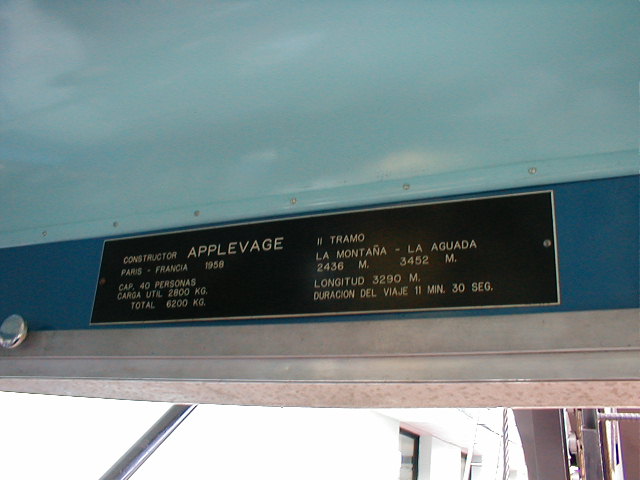 CONSTRUCTOR APPLEVAGE
PARIS - FRANCIA 1958
CAP. 40 PERSONAS
CARGA UTIL 2800 KG.
TOTAL 6200 KG.
II TRAMO
LA MONTAÑA - LA AGUADA
2436 M. 3452 M.
LONGITUD 3290 M.
DURACION DEL VIAJE 11 MIN. 30 SEG.